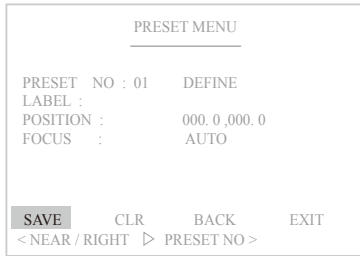 PRESET MENU
PRESET NO : 01 DEFINE
LABEL :
POSITION : 000. 0 ,000. 0
FOCUS : AUTO
SAVE CLR BACK EXIT
< NEAR / RIGHT ▷ PRESET NO >